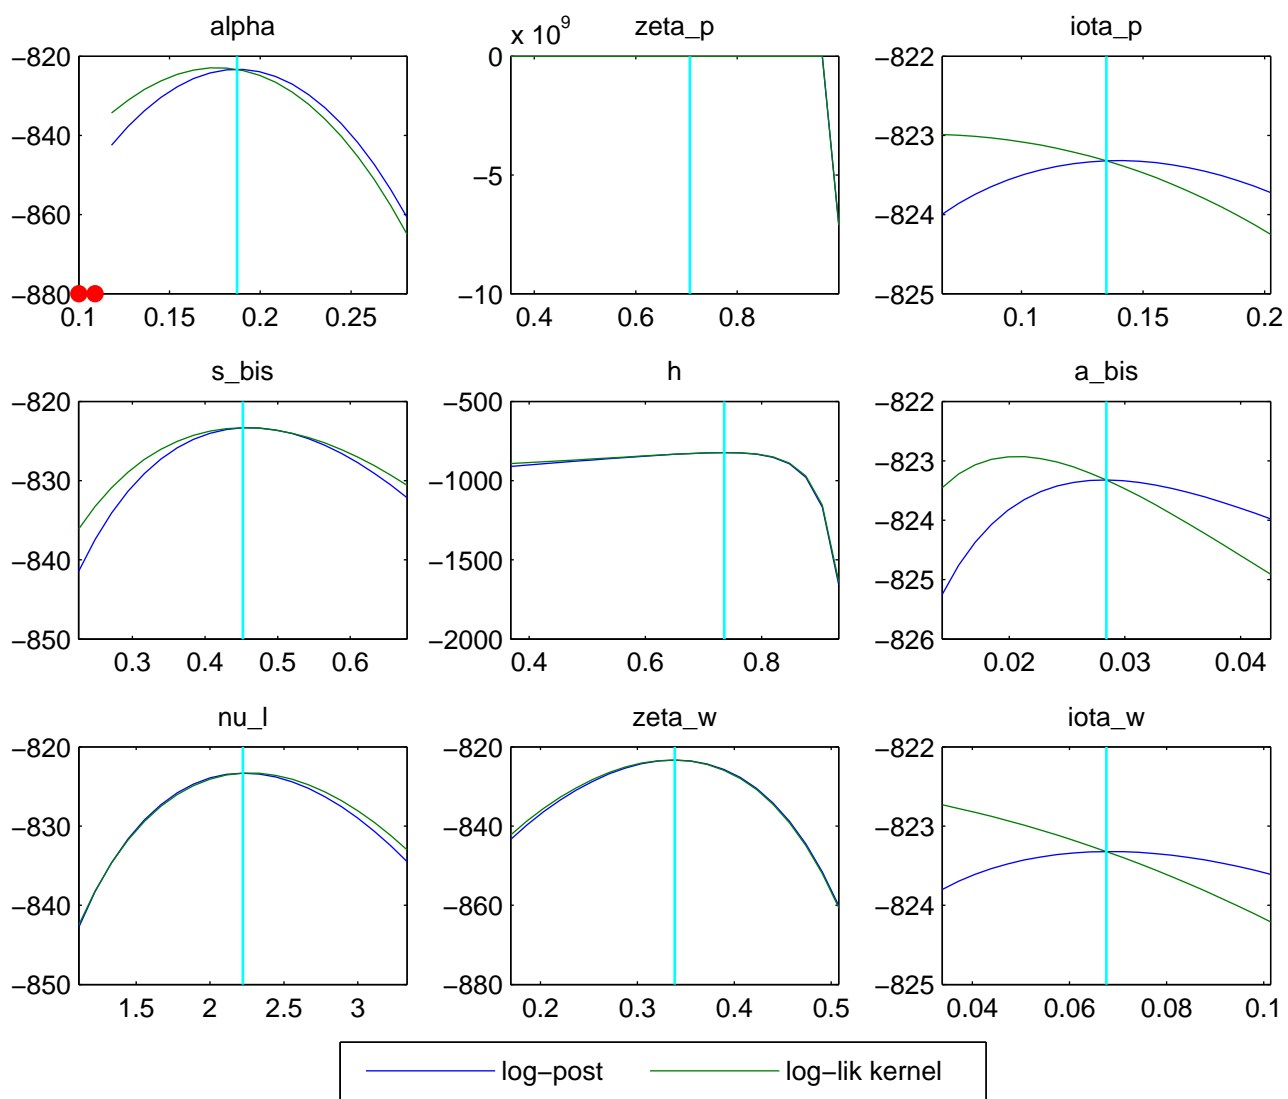 alpha
−820
−840
−860
−880
0.1 0.15 0.2 0.25
zeta_p
x 10^9
0
−5
−10
0.4 0.6 0.8
iota_p
−822
−823
−824
−825
0.1 0.15 0.2
s_bis
−820
−830
−840
−850
0.3 0.4 0.5 0.6
h
−500
−1000
−1500
−2000
0.4 0.6 0.8
a_bis
−822
−823
−824
−825
−826
0.02 0.03 0.04
nu_l
−820
−830
−840
−850
1.5 2 2.5 3
zeta_w
−820
−840
−860
−880
0.2 0.3 0.4 0.5
iota_w
−822
−823
−824
−825
0.04 0.06 0.08 0.1
log−post log−lik kernel